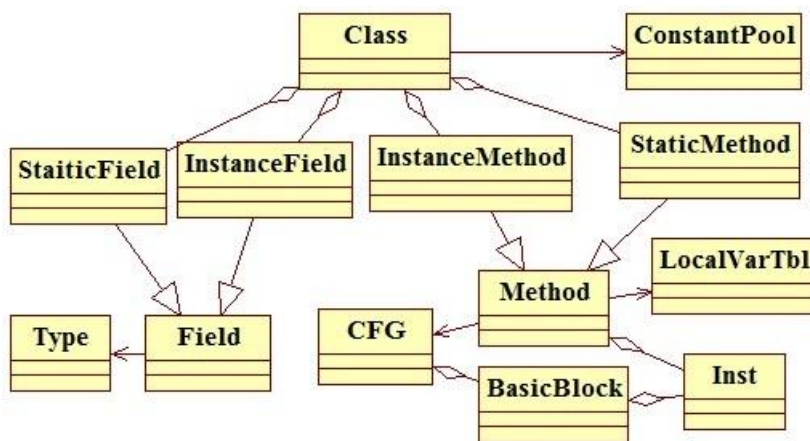 Class
ConstantPool
StaiticField
InstanceField
InstanceMethod
StaticMethod
Type
Field
CFG
Method
LocalVarTbl
BasicBlock
Inst